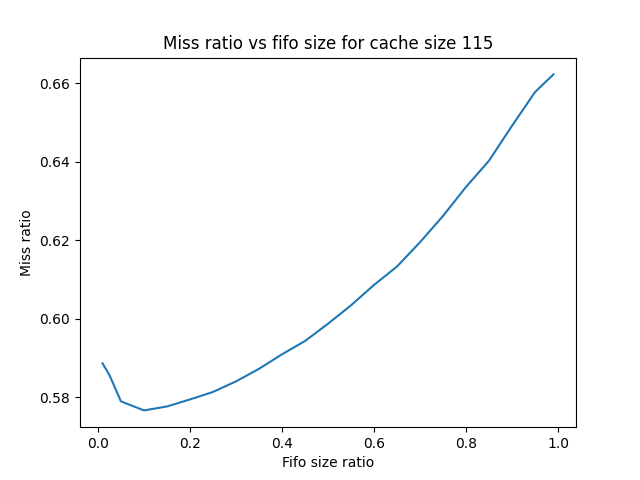 Miss ratio vs fifo size for cache size 115
0.66
0.64
0.62
0.60
0.58
Miss ratio
0.0 0.2 0.4 0.6 0.8 1.0
Fifo size ratio